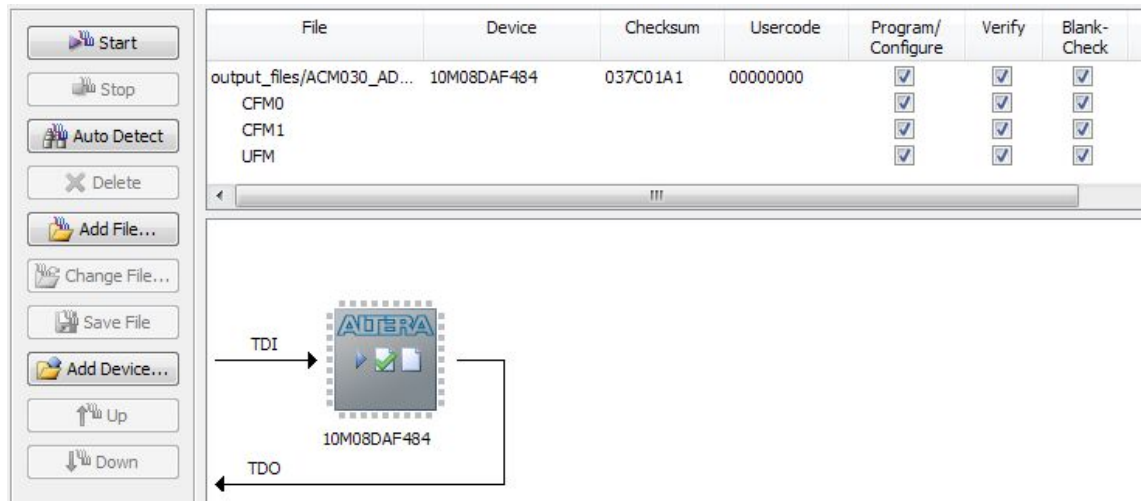 Start
Stop
Auto Detect
Delete
Add File...
Change File...
Save File
Add Device...
Up
Down
File Device Checksum Usercode Program/ Configure Verify Blank- Check
output_files/ACM030_AD... 10M08DAF484 037C01A1 00000000
CFM0
CFM1
UFM
TDI
ALTERA
10M08DAF484
TDO